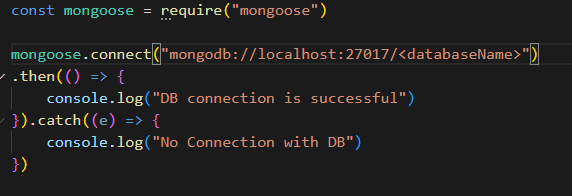 const mongoose = require("mongoose")
mongoose.connect("mongodb://localhost:27017/<databaseName>")
.then(() => {
console.log("DB connection is successful")
}).catch((e) => {
console.log("No Connection with DB")
})